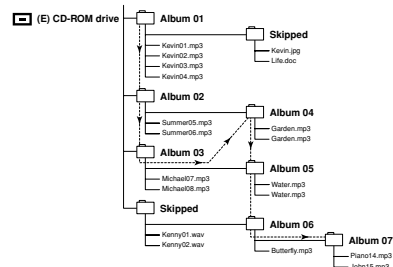 (E) CD-ROM drive
Album 01
Kevin01.mp3
Kevin02.mp3
Kevin03.mp3
Kevin04.mp3
Skipped
Kevin.jpg
Life.doc
Album 02
Summer05.mp3
Summer06.mp3
Album 03
Michael07.mp3
Michael08.mp3
Album 04
Garden.mp3
Garden.mp3
Album 05
Water.mp3
Water.mp3
Skipped
Kenny01.wav
Kenny02.wav
Album 06
Butterfly.mp3
Album 07
Piano14.mp3
John15.mp3